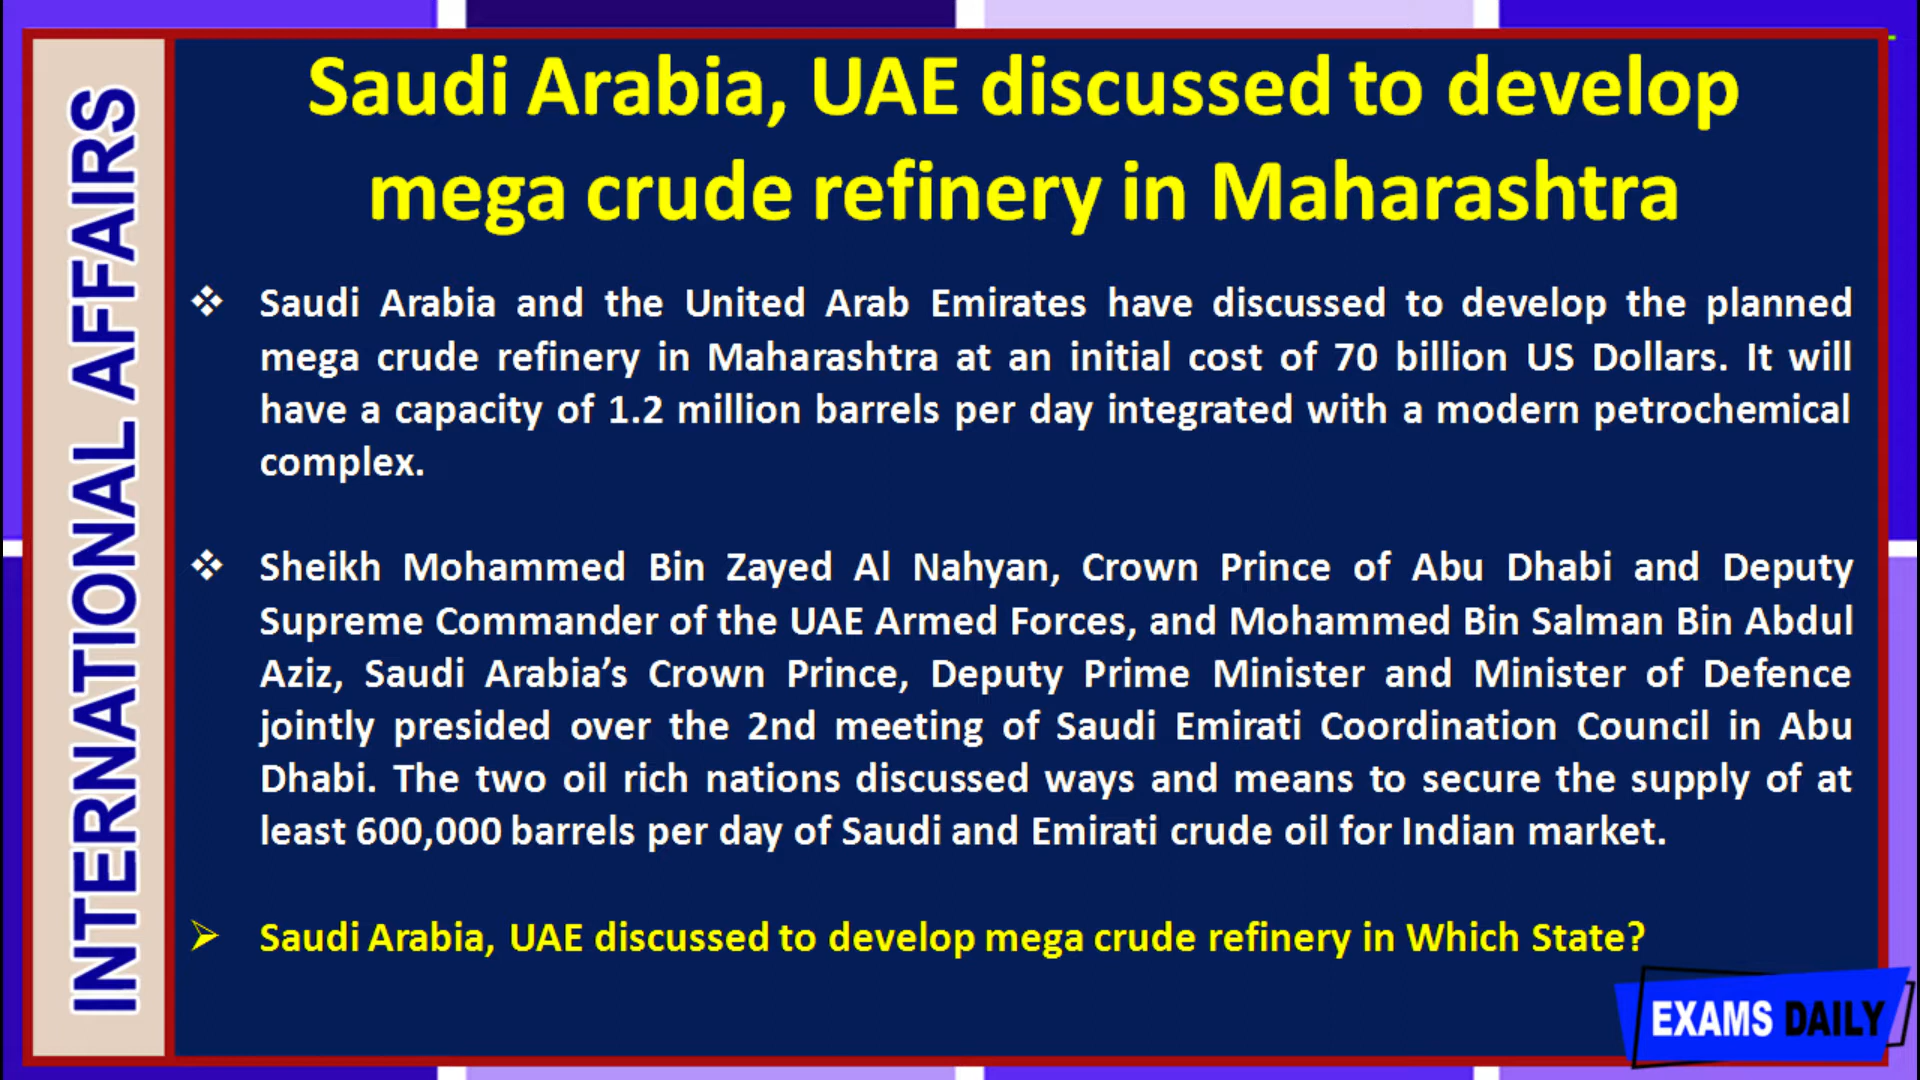 INTERNATIONAL AFFAIRS
Saudi Arabia, UAE discussed to develop
mega crude refinery in Maharashtra
❖ Saudi Arabia and the United Arab Emirates have discussed to develop the planned
mega crude refinery in Maharashtra at an initial cost of 70 billion US Dollars. It will
have a capacity of 1.2 million barrels per day integrated with a modern petrochemical
complex.
❖ Sheikh Mohammed Bin Zayed Al Nahyan, Crown Prince of Abu Dhabi and Deputy
Supreme Commander of the UAE Armed Forces, and Mohammed Bin Salman Bin Abdul
Aziz, Saudi Arabia’s Crown Prince, Deputy Prime Minister and Minister of Defence
jointly presided over the 2nd meeting of Saudi Emirati Coordination Council in Abu
Dhabi. The two oil rich nations discussed ways and means to secure the supply of at
least 600,000 barrels per day of Saudi and Emirati crude oil for Indian market.
➢ Saudi Arabia, UAE discussed to develop mega crude refinery in Which State?
EXAMS DAILY